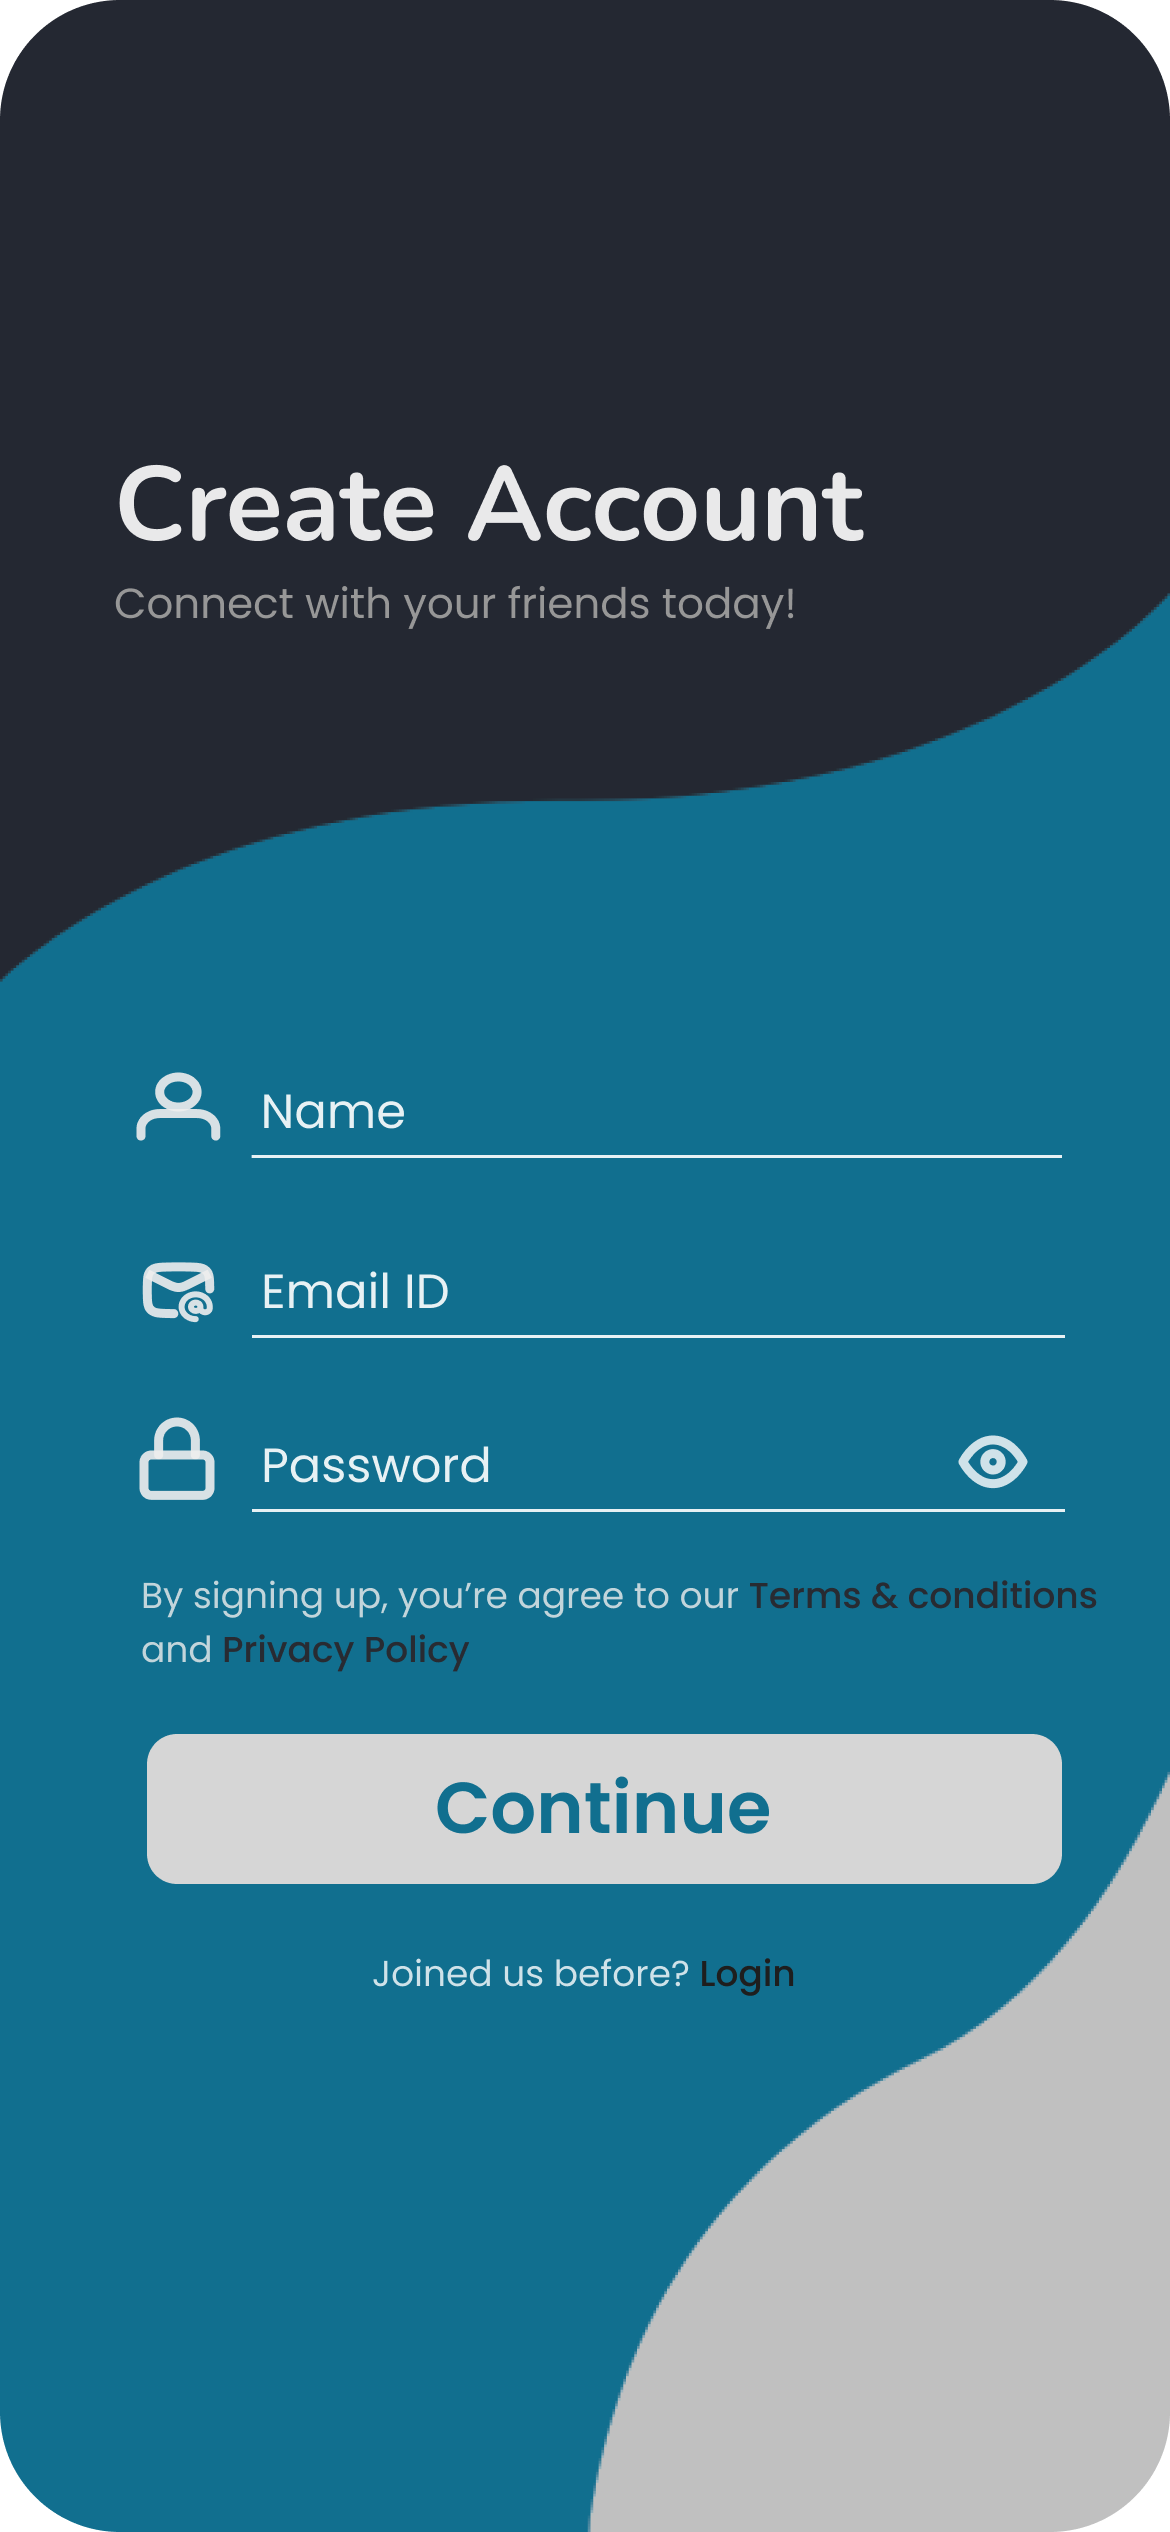 Create Account
Connect with your friends today!
Name
Email ID
Password
By signing up, you’re agree to our Terms & conditions
and Privacy Policy
Continue
Joined us before? Login